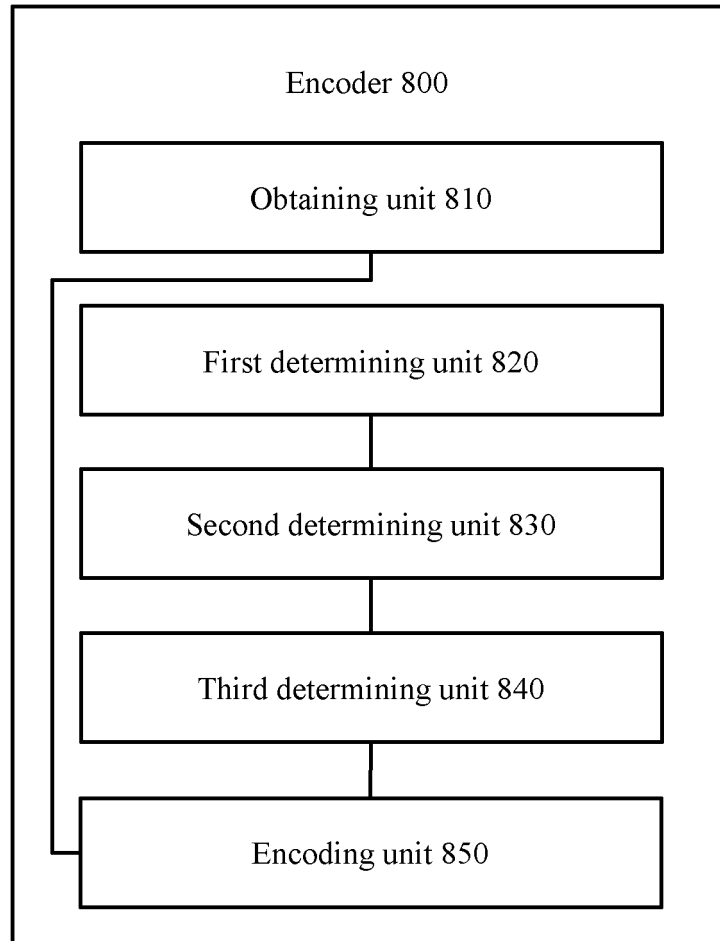 Encoder 800
Obtaining unit 810
First determining unit 820
Second determining unit 830
Third determining unit 840
Encoding unit 850